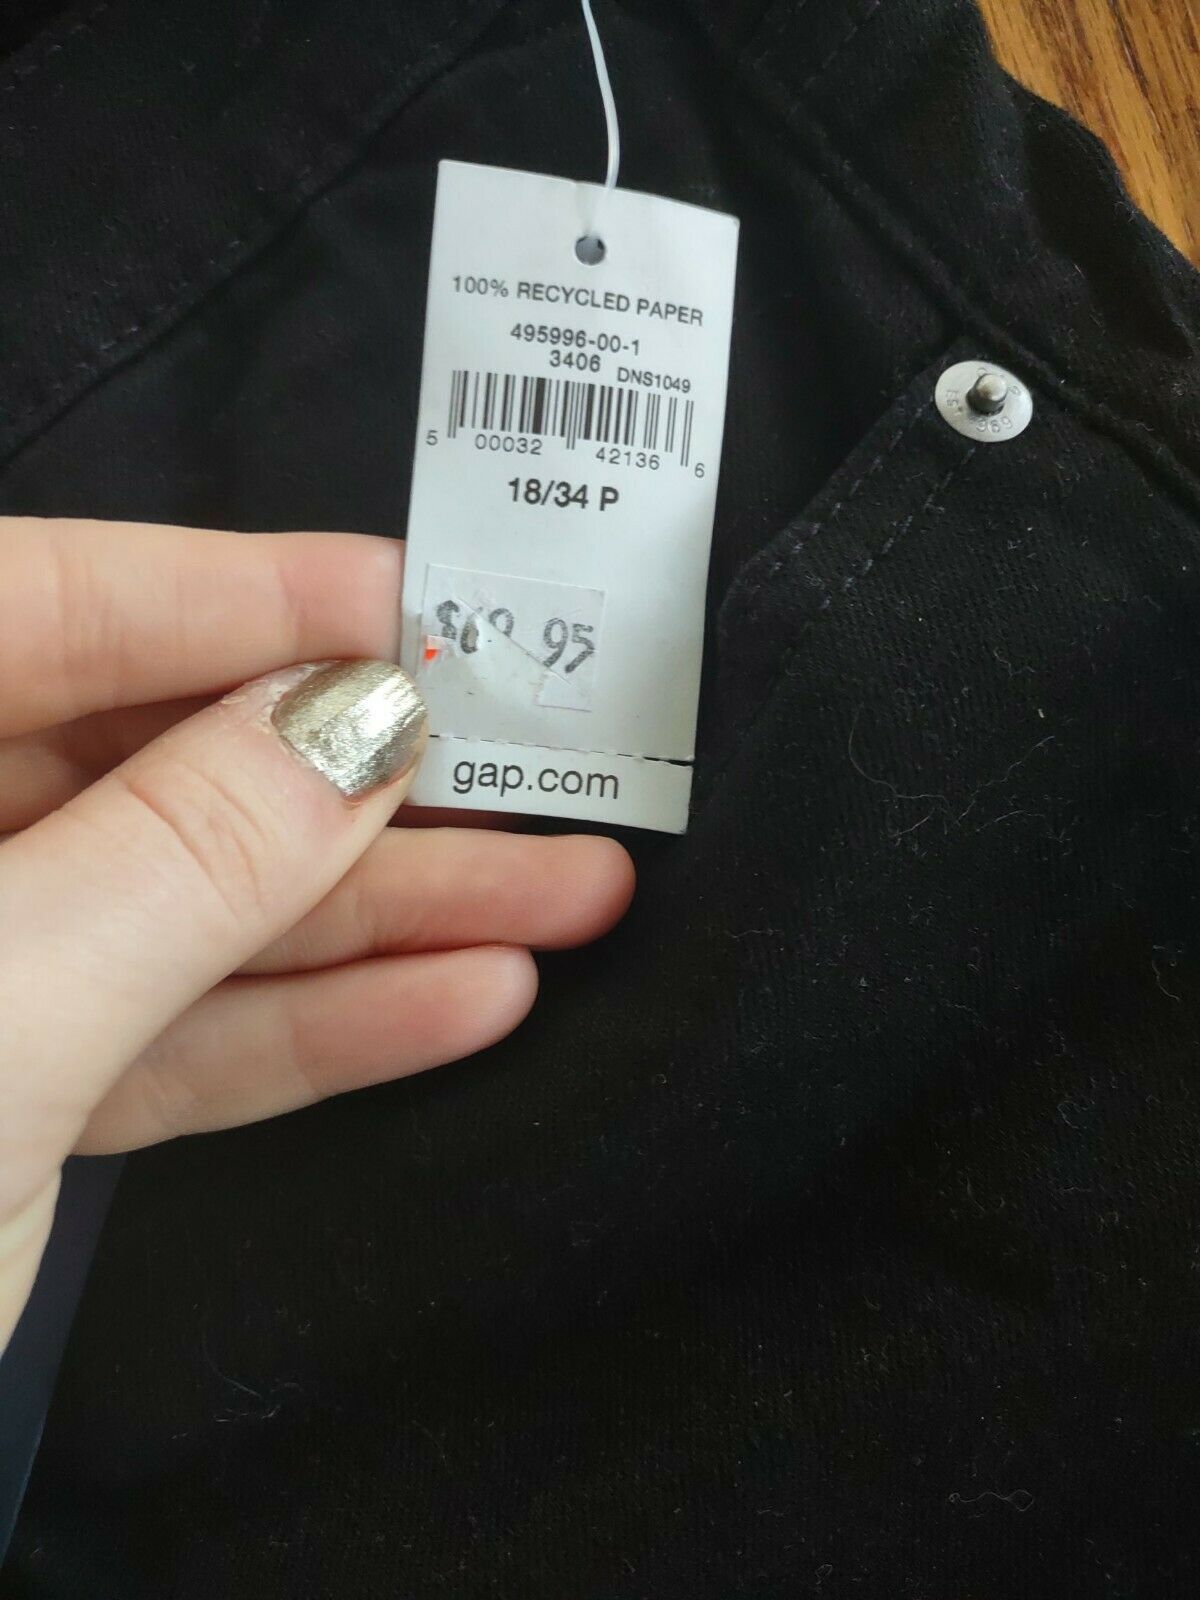 100% RECYCLED PAPER
495996-00-1
3406 DNS1049
5 00032 42136 6
18/34 P
$69.95
gap.com